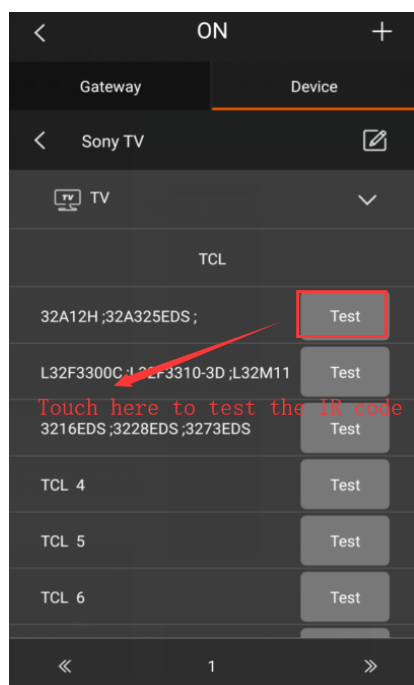 ON
Gateway Device
Sony TV
TV TV
TCL
32A12H ;32A325EDS ; Test
L32F3300C ;L32F3310-3D ;L32M11 Test
Touch here to test the IR code
3216EDS ;3228EDS ;3273EDS Test
TCL 4 Test
TCL 5 Test
TCL 6 Test
1